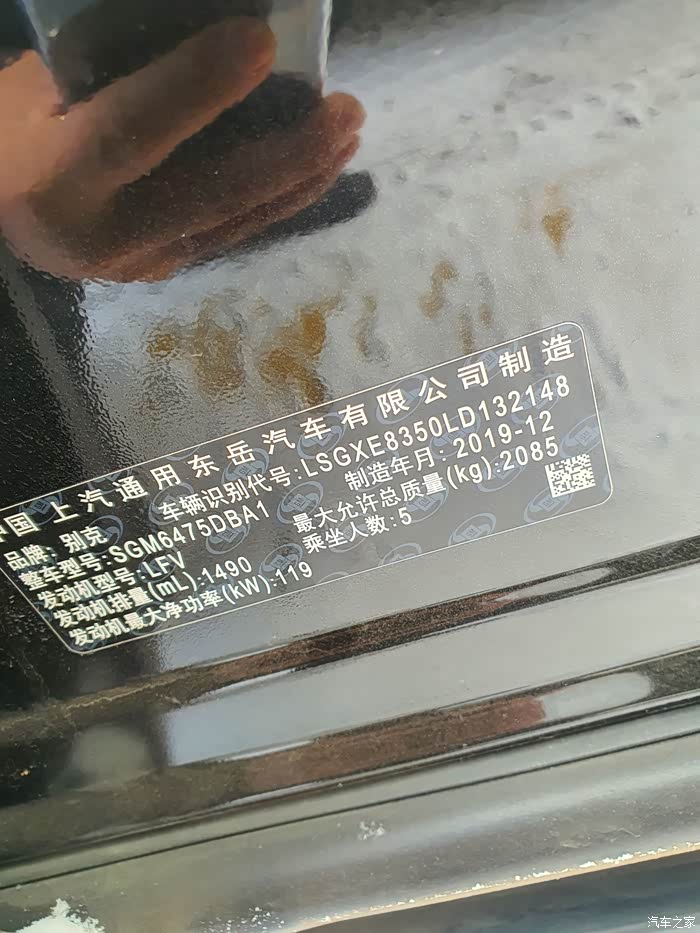 中国 上汽通用东岳汽车有限公司制造
品牌: 别克 车辆识别代号:LSGXE8350LD132148
整车型号:SGM6475DBA1 制造年月:2019-12
发动机型号:LFV 最大允许总质量(kg):2085
发动机排量(mL):1490 乘坐人数:5
发动机最大净功率(kW):119
汽车之家